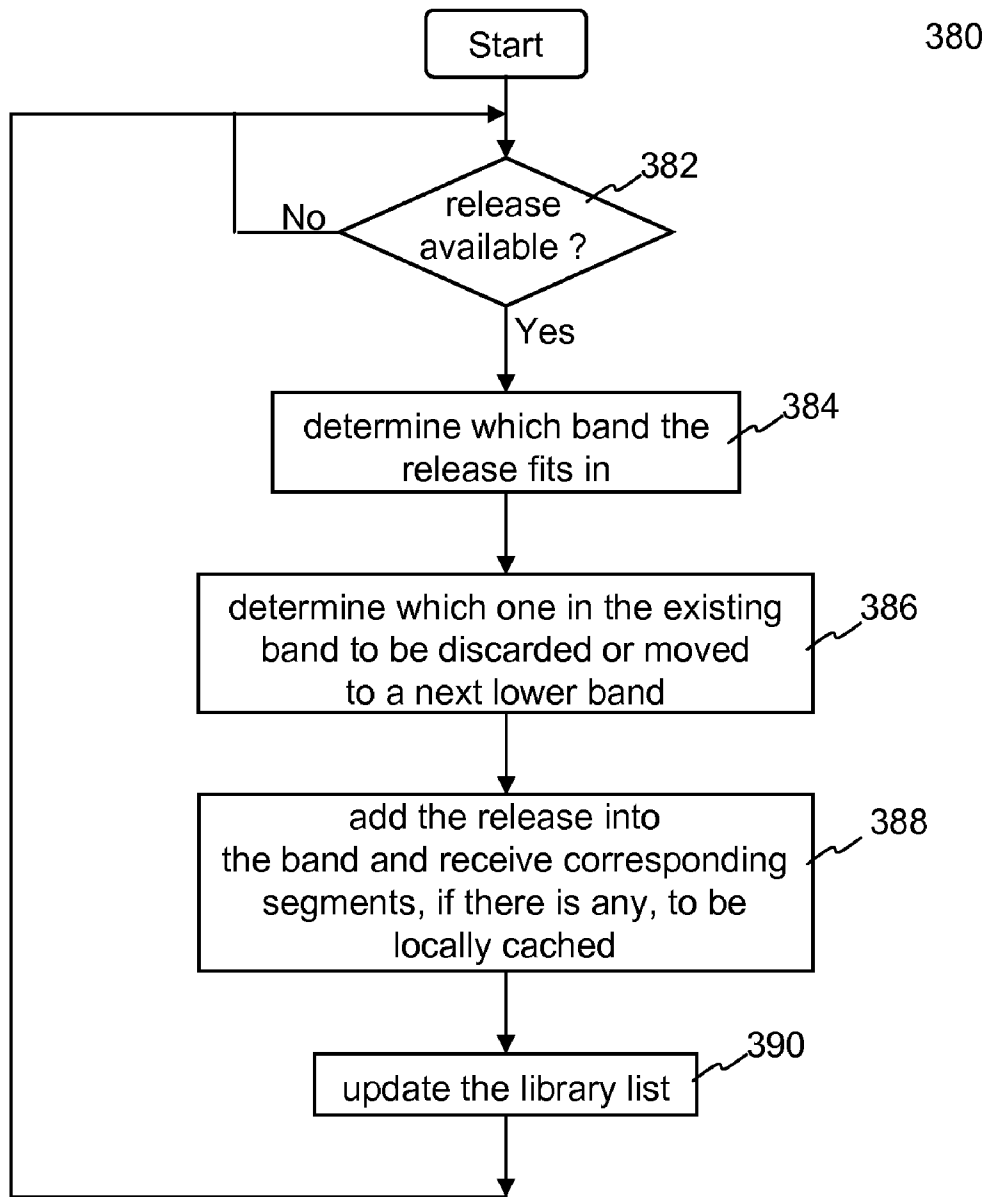 Start
380
382
release
available ?
No
Yes
384
determine which band the
release fits in
386
determine which one in the existing
band to be discarded or moved
to a next lower band
388
add the release into
the band and receive corresponding
segments, if there is any, to be
locally cached
390
update the library list